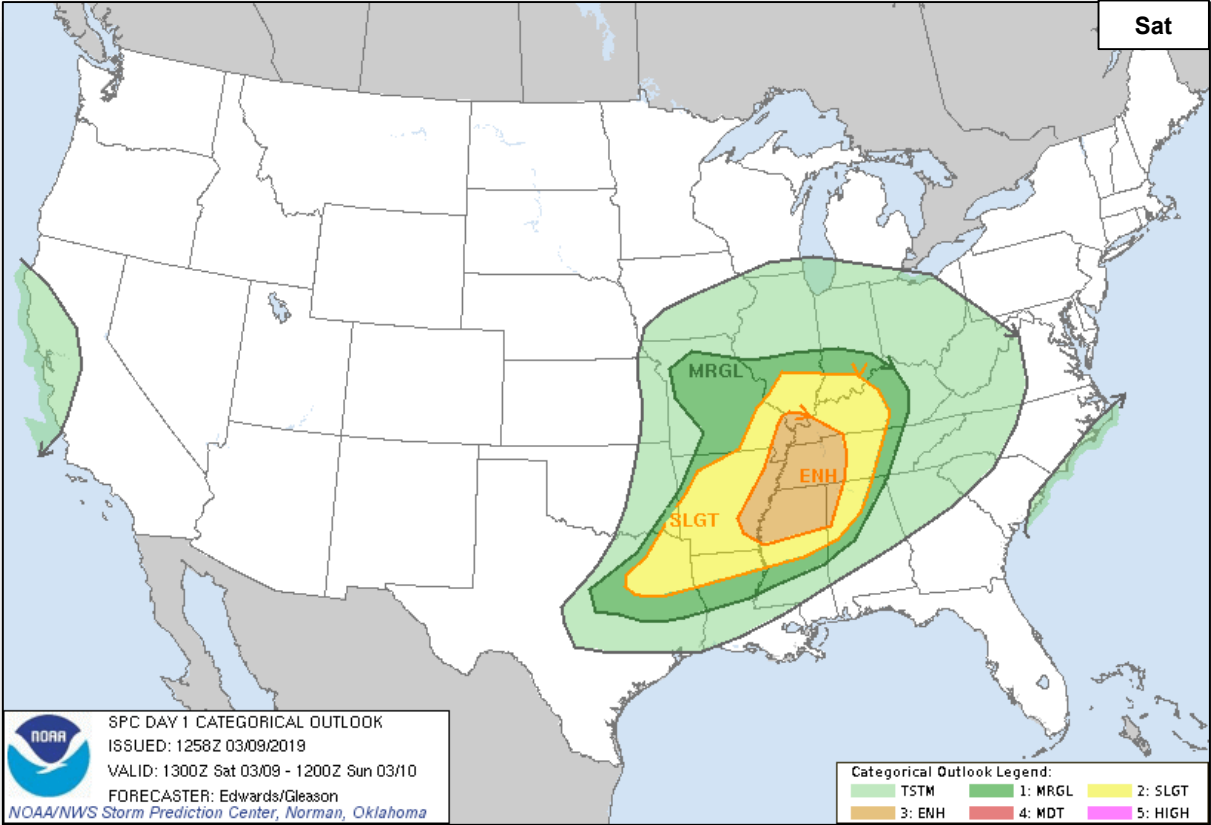 Sat
MRGL
ENH
SLGT
NOAA
SPC DAY 1 CATEGORICAL OUTLOOK
ISSUED: 1258Z 03/09/2019
VALID: 1300Z Sat 03/09 - 1200Z Sun 03/10
FORECASTER: Edwards/Gleason
NOAA/NWS Storm Prediction Center, Norman, Oklahoma
Categorical Outlook Legend:
TSTM 1: MRGL 2: SLGT
3: ENH 4: MDT 5: HIGH